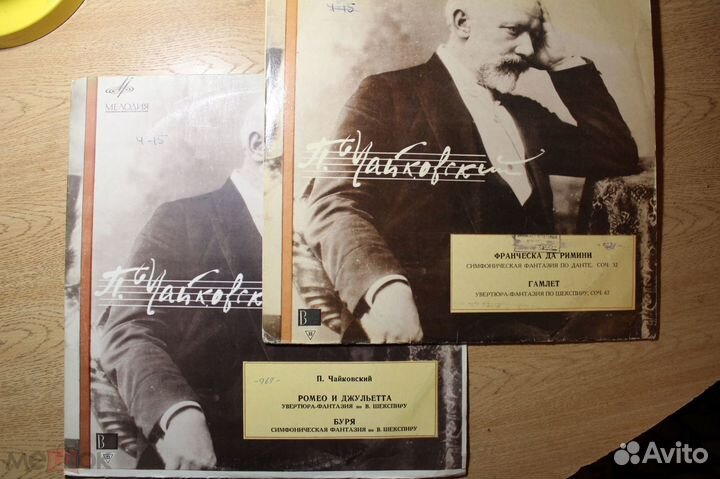 Ч-15
П. Чайковский
ФРАНЧЕСКА ДА РИМИНИ
СИМФОНИЧЕСКАЯ ФАНТАЗИЯ ПО ДАНТЕ, СОЧ. 32
ГАМЛЕТ
УВЕРТЮРА-ФАНТАЗИЯ ПО ШЕКСПИРУ, СОЧ. 67
В
МЕЛОДИЯ
Ч-15
П. Чайковский
П. Чайковский
РОМЕО И ДЖУЛЬЕТТА
УВЕРТЮРА-ФАНТАЗИЯ по В. ШЕКСПИРУ
БУРЯ
СИМФОНИЧЕСКАЯ ФАНТАЗИЯ по В. ШЕКСПИРУ
В
Avito